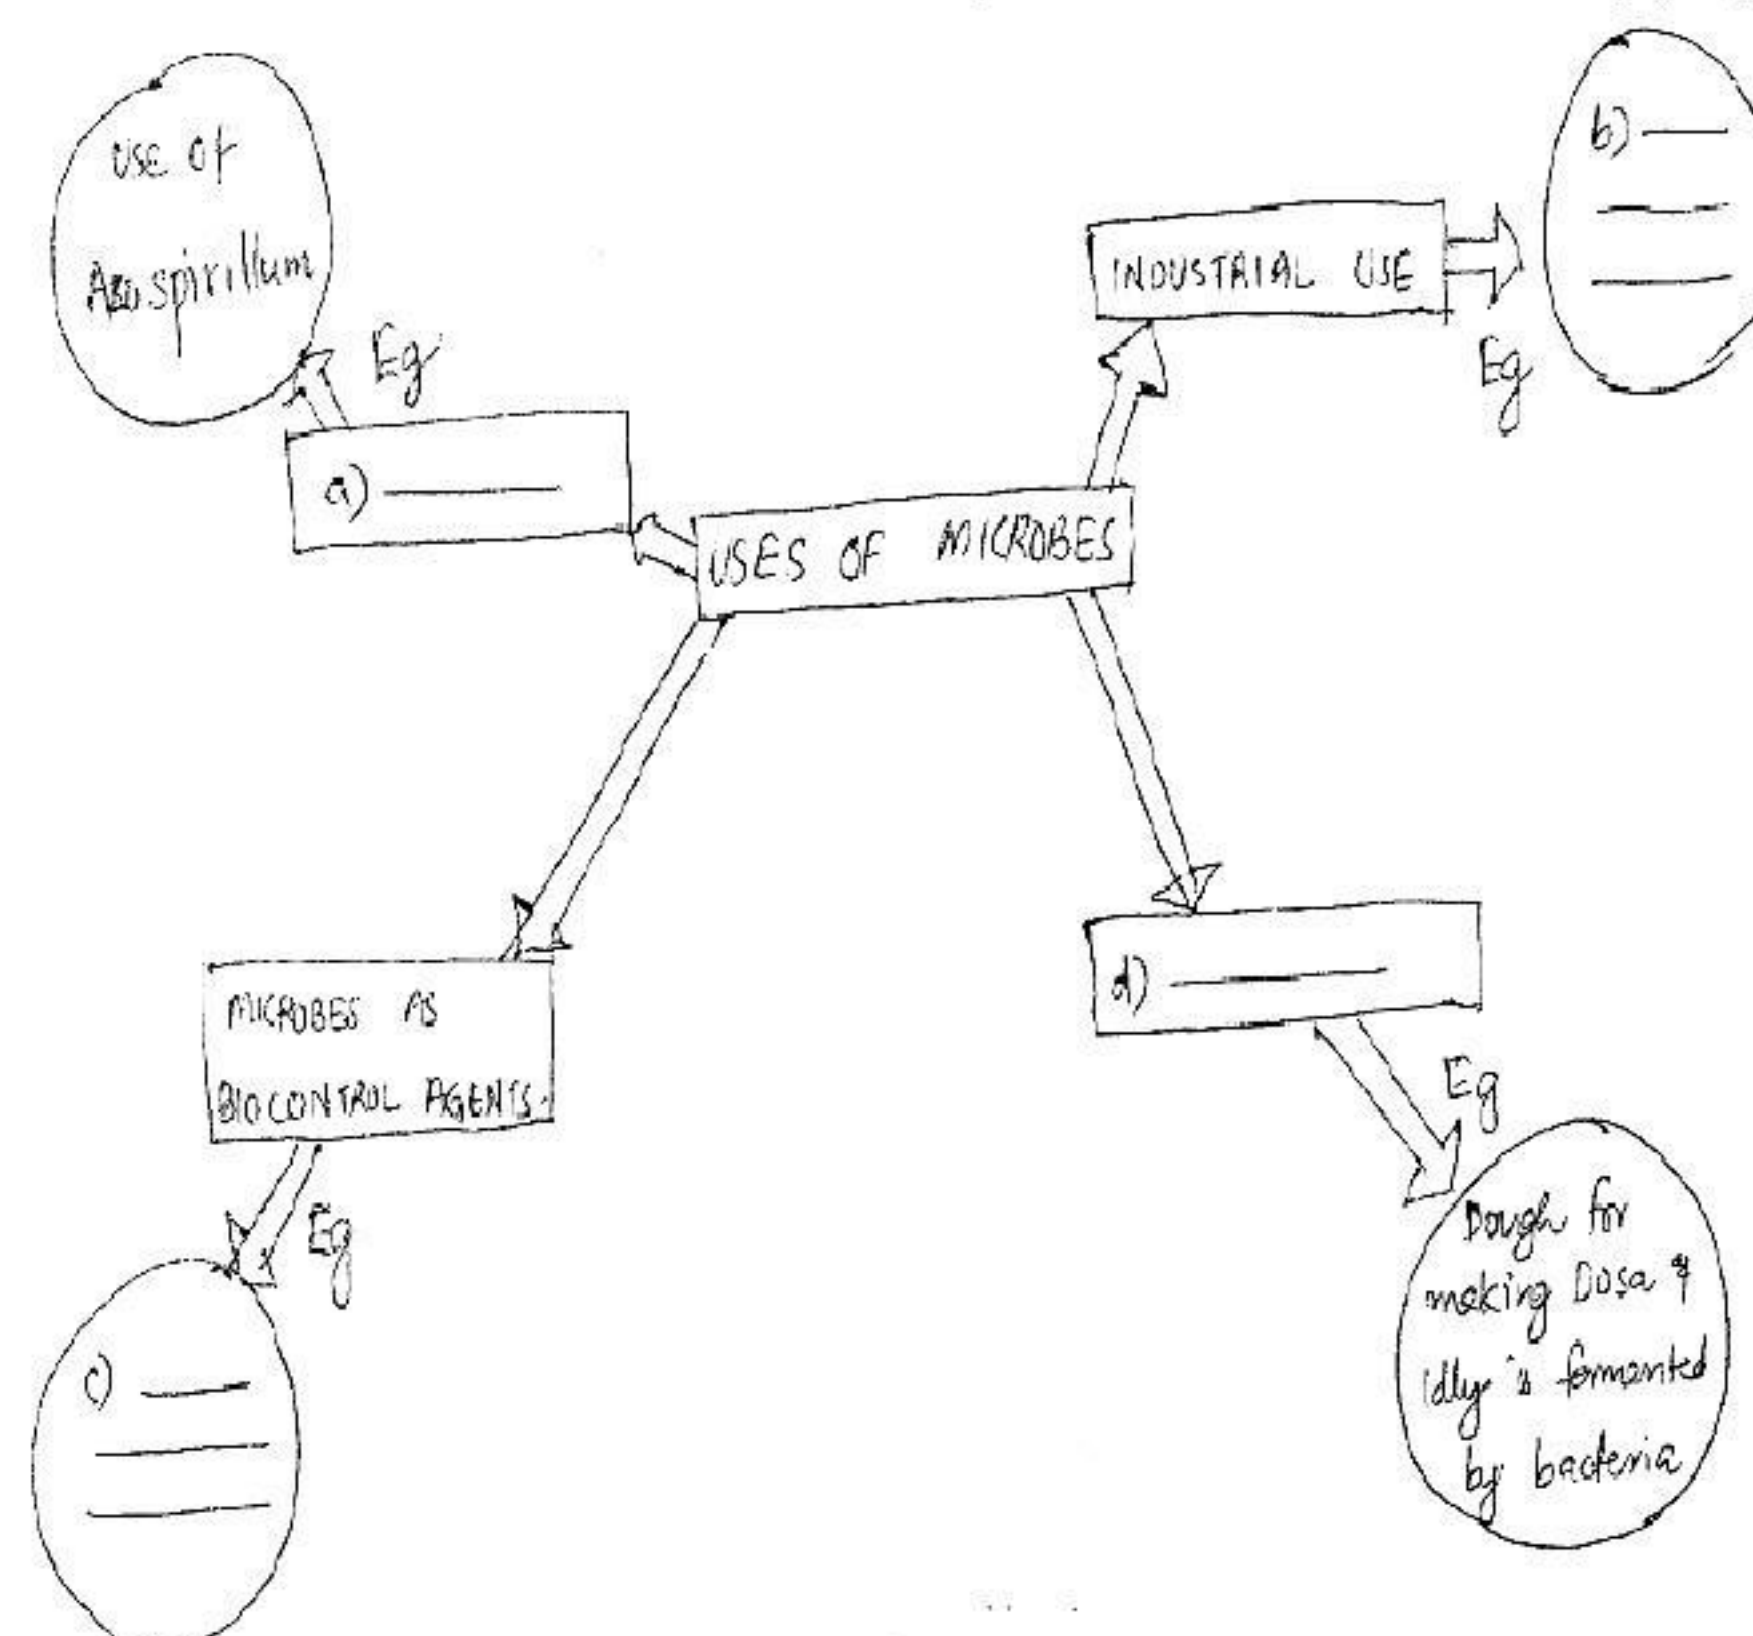 Use of
Azospirillum
Eg
a)
b)
INDUSTRIAL USE
Eg
USES OF MICROBES
MICROBES AS
BIOCONTROL AGENTS.
Eg
c)
d)
Eg
Dough for
making Dosa &
idly is fermented
by bacteria